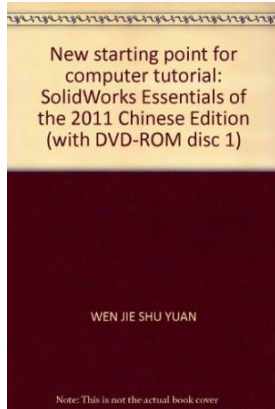 New starting point for
computer tutorial:
SolidWorks Essentials of
the 2011 Chinese Edition
(with DVD-ROM disc 1)
WEN JIE SHU YUAN
Note: This is not the actual book cover